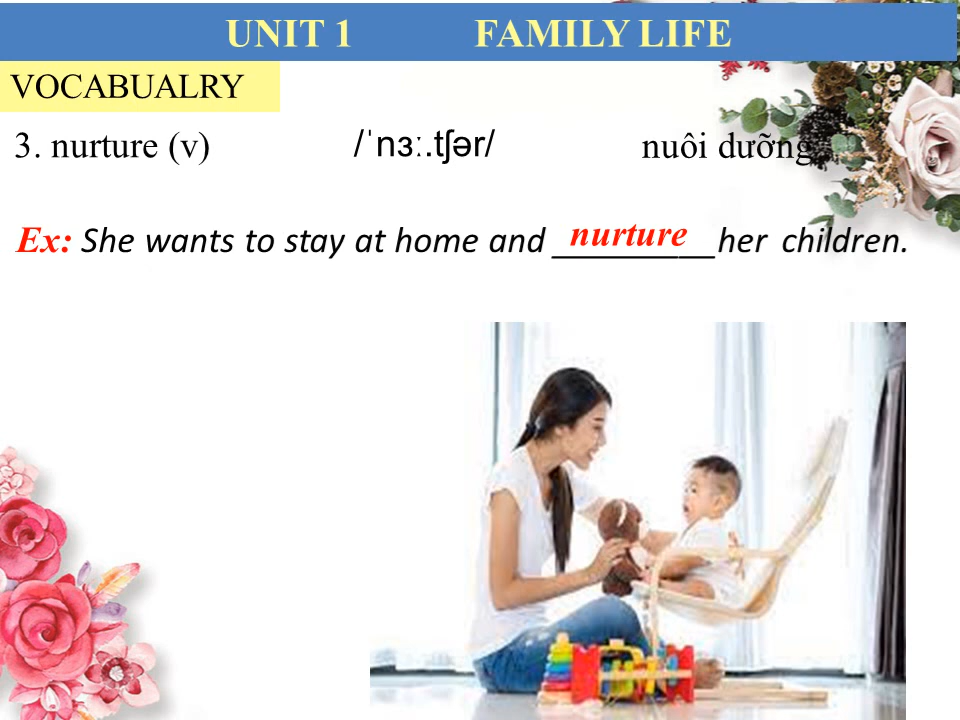 UNIT 1 FAMILY LIFE
VOCABUALRY
3. nurture (v) /ˈnɜː.tʃər/ nuôi dưỡng
Ex: She wants to stay at home and _________her children.
nurture